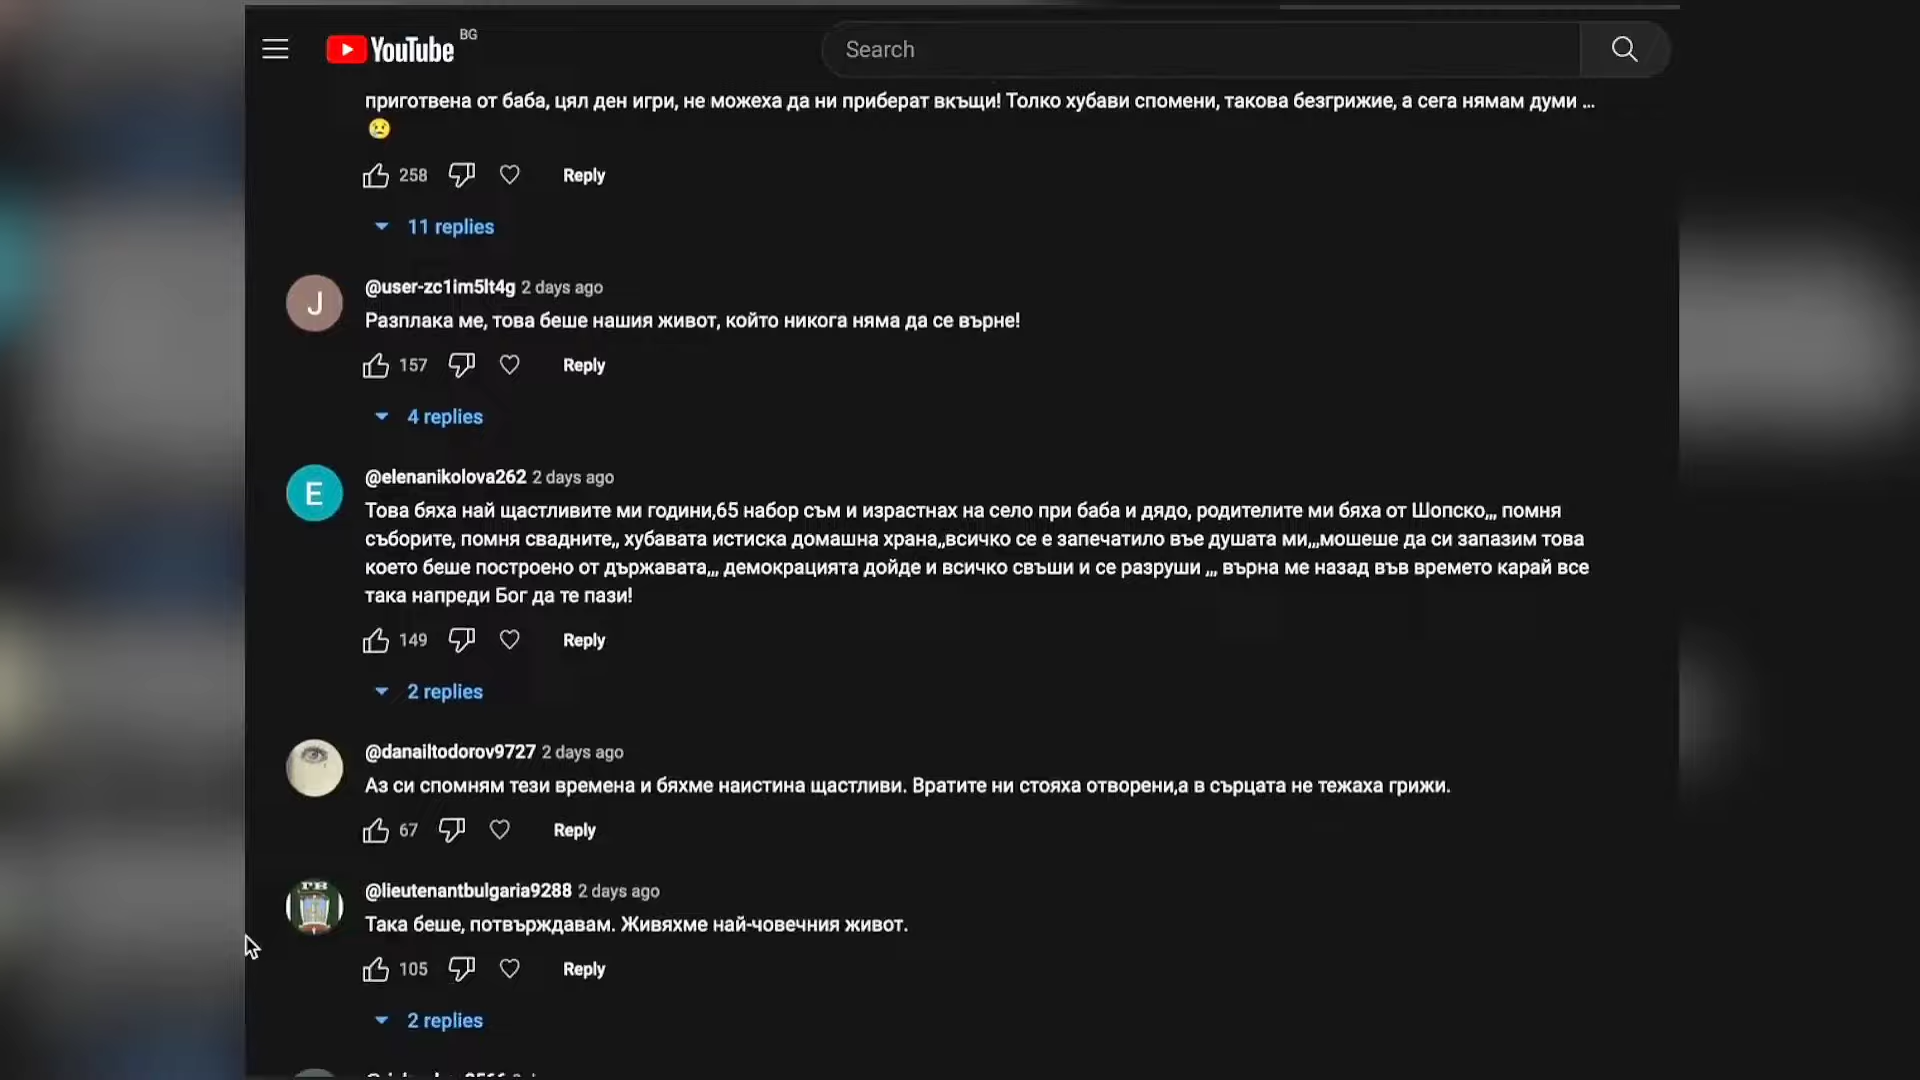 YouTube BG
Search
приготвена от баба, цял ден игри, не можеха да ни приберат вкъщи! Толко хубави спомени, такова безгрижие, а сега нямам думи ...
😢
258 Reply
11 replies
J
@user-zc1im5lt4g 2 days ago
Разплака ме, това беше нашия живот, който никога няма да се върне!
157 Reply
4 replies
E
@elenanikolova262 2 days ago
Това бяха най щастливите ми години,65 набор съм и израстнах на село при баба и дядо, родителите ми бяха от Шопско,,, помня
съборите, помня свадните,, хубавата истиска домашна храна,,всичко се е запечатило вье душата ми,,,мошеше да си запазим това
което беше построено от държавата,,, демокрацията дойде и всичко свъши и се разруши ,,, върна ме назад във времето карай все
така напреди Бог да те пази!
149 Reply
2 replies
@danailtodorov9727 2 days ago
Аз си спомням тези времена и бяхме наистина щастливи. Вратите ни стояха отворени,а в сърцата не тежаха грижи.
67 Reply
ГВ
@lieutenantbulgaria9288 2 days ago
Така беше, потвърждавам. Живяхме най-човечния живот.
105 Reply
2 replies